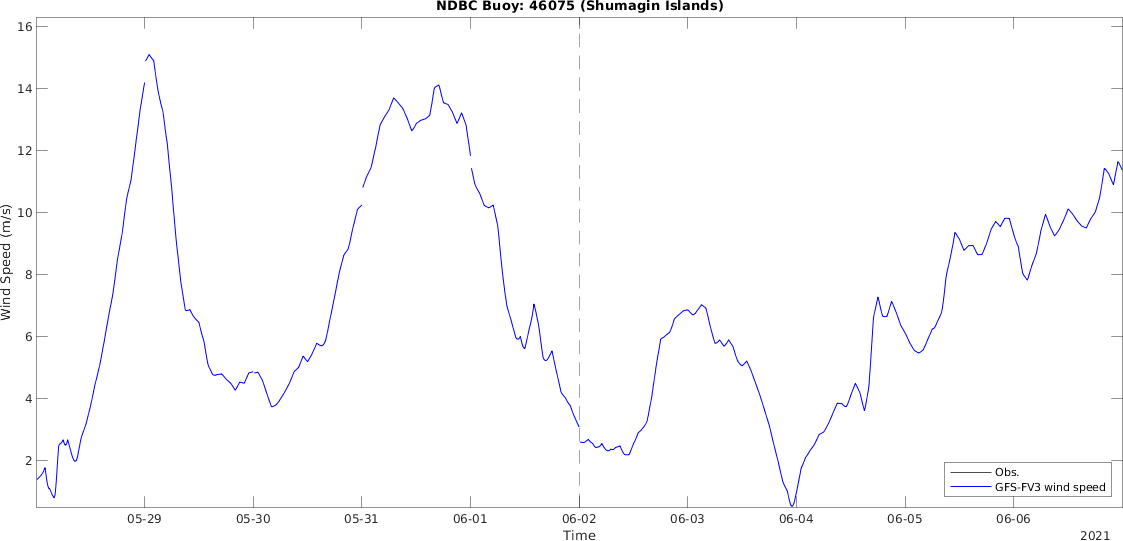 NDBC Buoy: 46075 (Shumagin Islands)
16
14
12
10
8
6
4
2
Wind Speed (m/s)
05-29 05-30 05-31 06-01 06-02 06-03 06-04 06-05 06-06
Time
2021
Obs.
GFS-FV3 wind speed